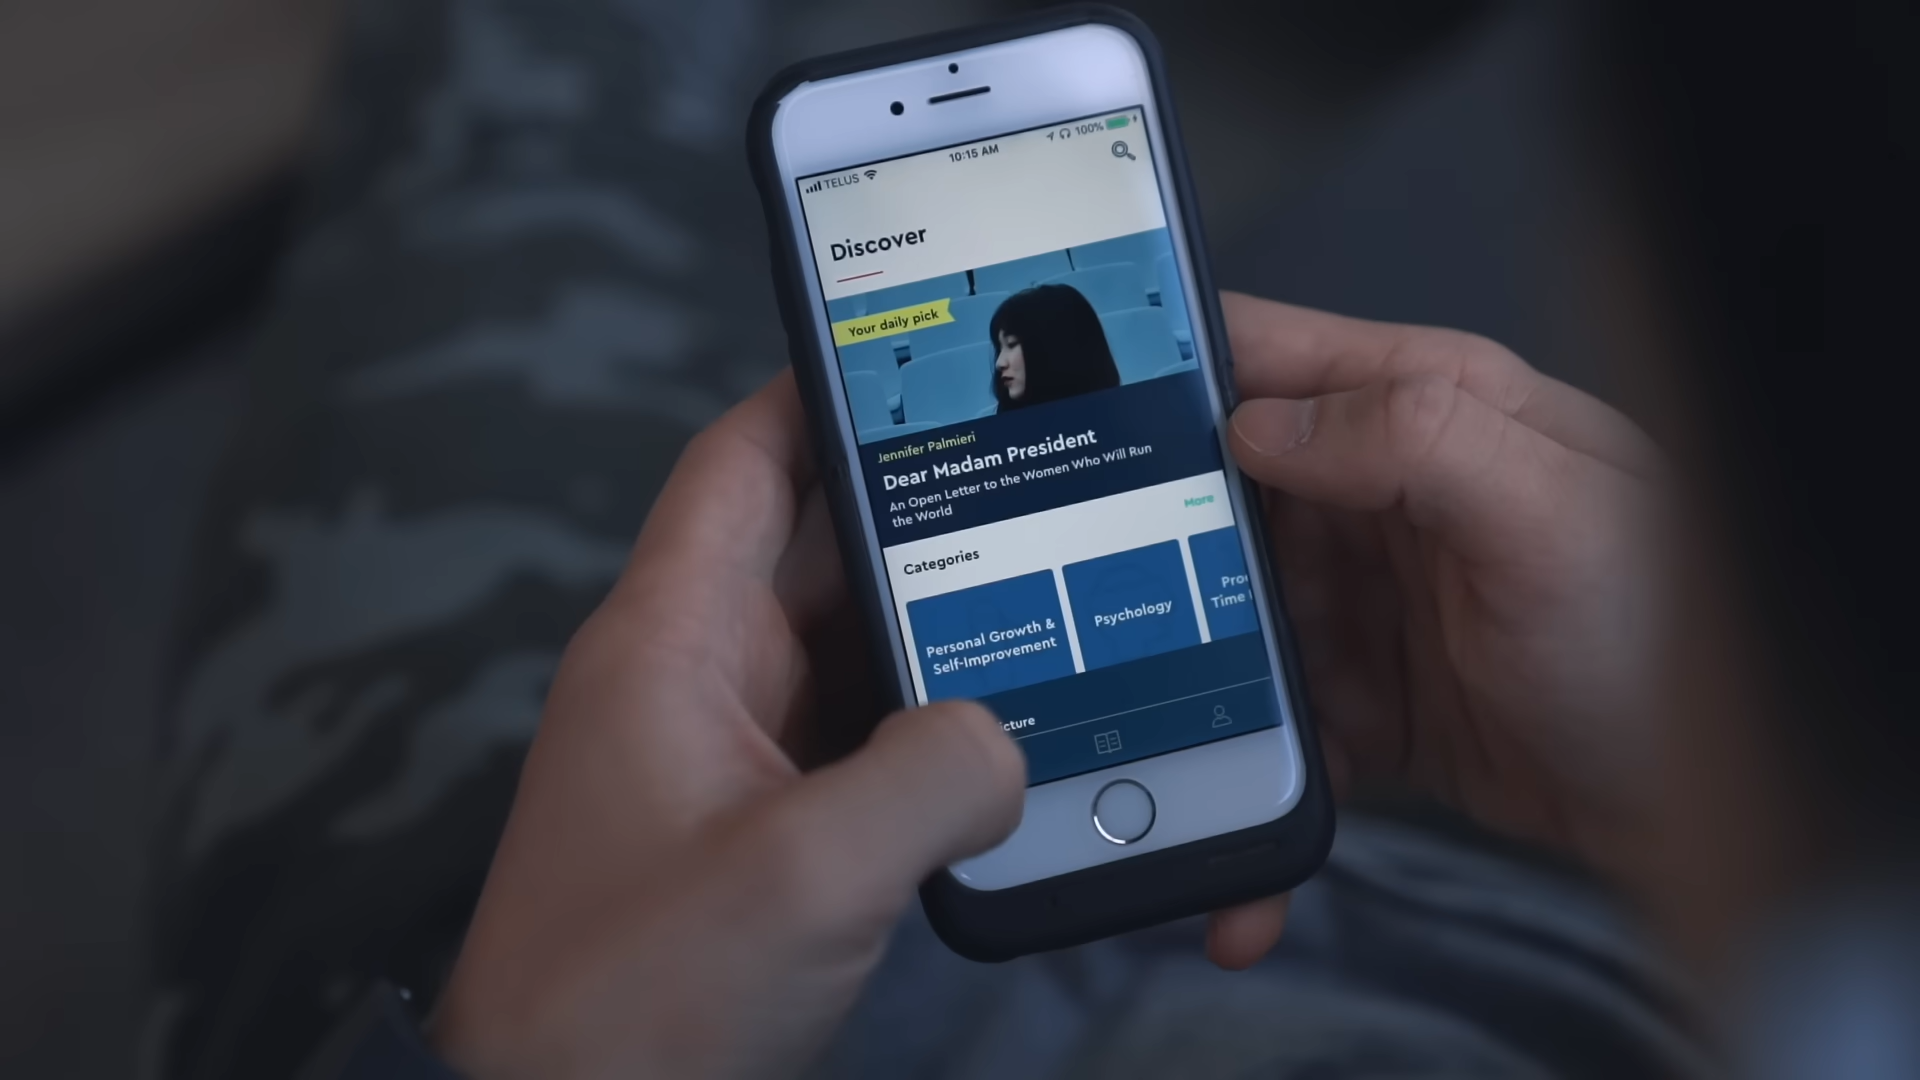 TELUS
10:15 AM
100%
Discover
Your daily pick
Jennifer Palmieri
Dear Madam President
An Open Letter to the Women Who Will Run
the World
Categories
More
Personal Growth &
Self-Improvement
Psychology
Time